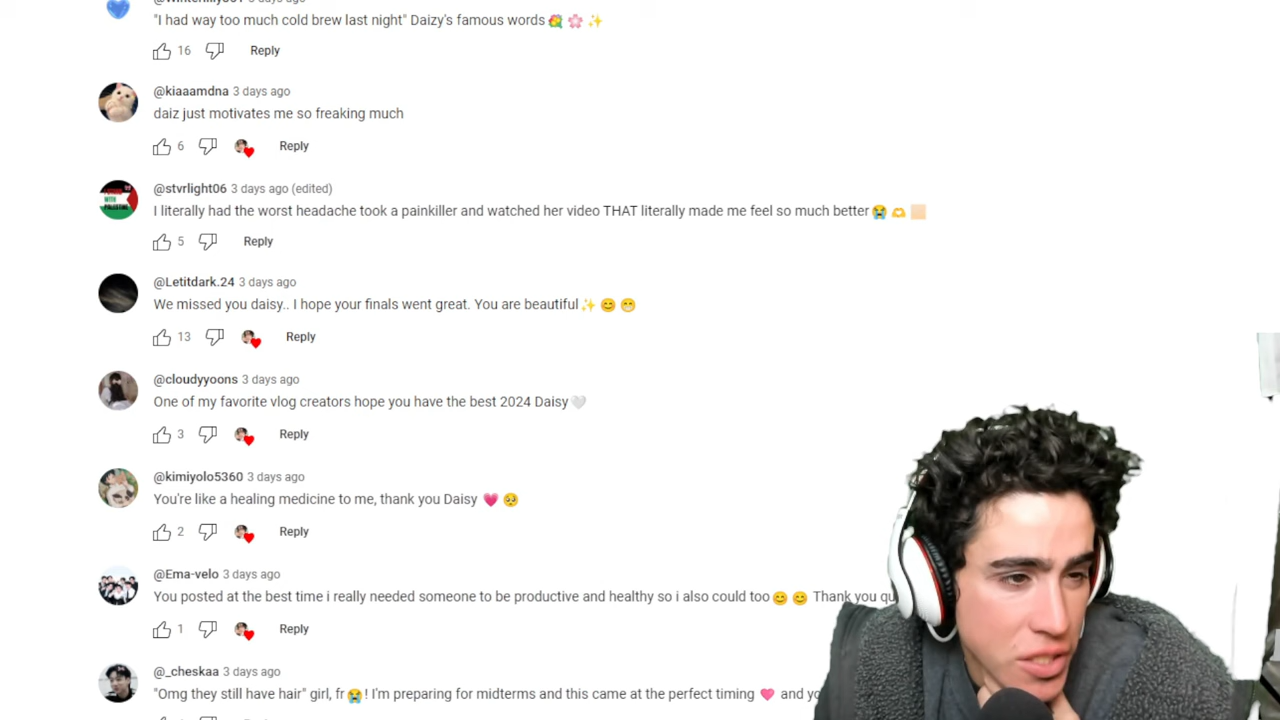 "I had way too much cold brew last night" Daizy's famous words 💐 🌸 ✨
16 Reply
@kiaaamdna 3 days ago
daiz just motivates me so freaking much
6 Reply
@stvrlight06 3 days ago (edited)
I literally had the worst headache took a painkiller and watched her video THAT literally made me feel so much better😭 🫶🏻
5 Reply
@Letitdark.24 3 days ago
We missed you daisy.. I hope your finals went great. You are beautiful✨ 😊 😁
13 Reply
@cloudyyoons 3 days ago
One of my favorite vlog creators hope you have the best 2024 Daisy🤍
3 Reply
@kimiyolo5360 3 days ago
You're like a healing medicine to me, thank you Daisy 💗 🥺
2 Reply
@Ema-velo 3 days ago
You posted at the best time i really needed someone to be productive and healthy so i also could too😊 😊 Thank you
1 Reply
@_cheskaa 3 days ago
"Omg they still have hair" girl, fr😭! I'm preparing for midterms and this came at the perfect timing 💗 and